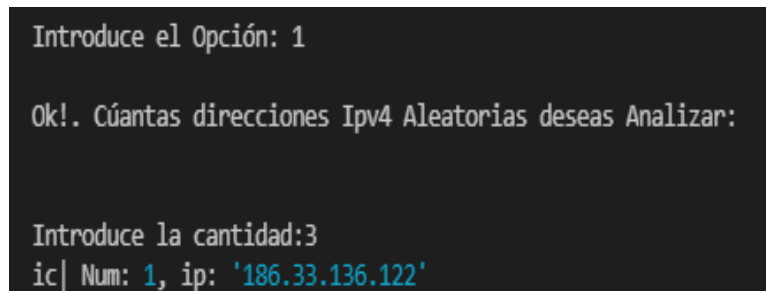 Introduce el Opción: 1
Ok!. Cúantas direcciones Ipv4 Aleatorias deseas Analizar:
Introduce la cantidad:3
ic| Num: 1, ip: '186.33.136.122'